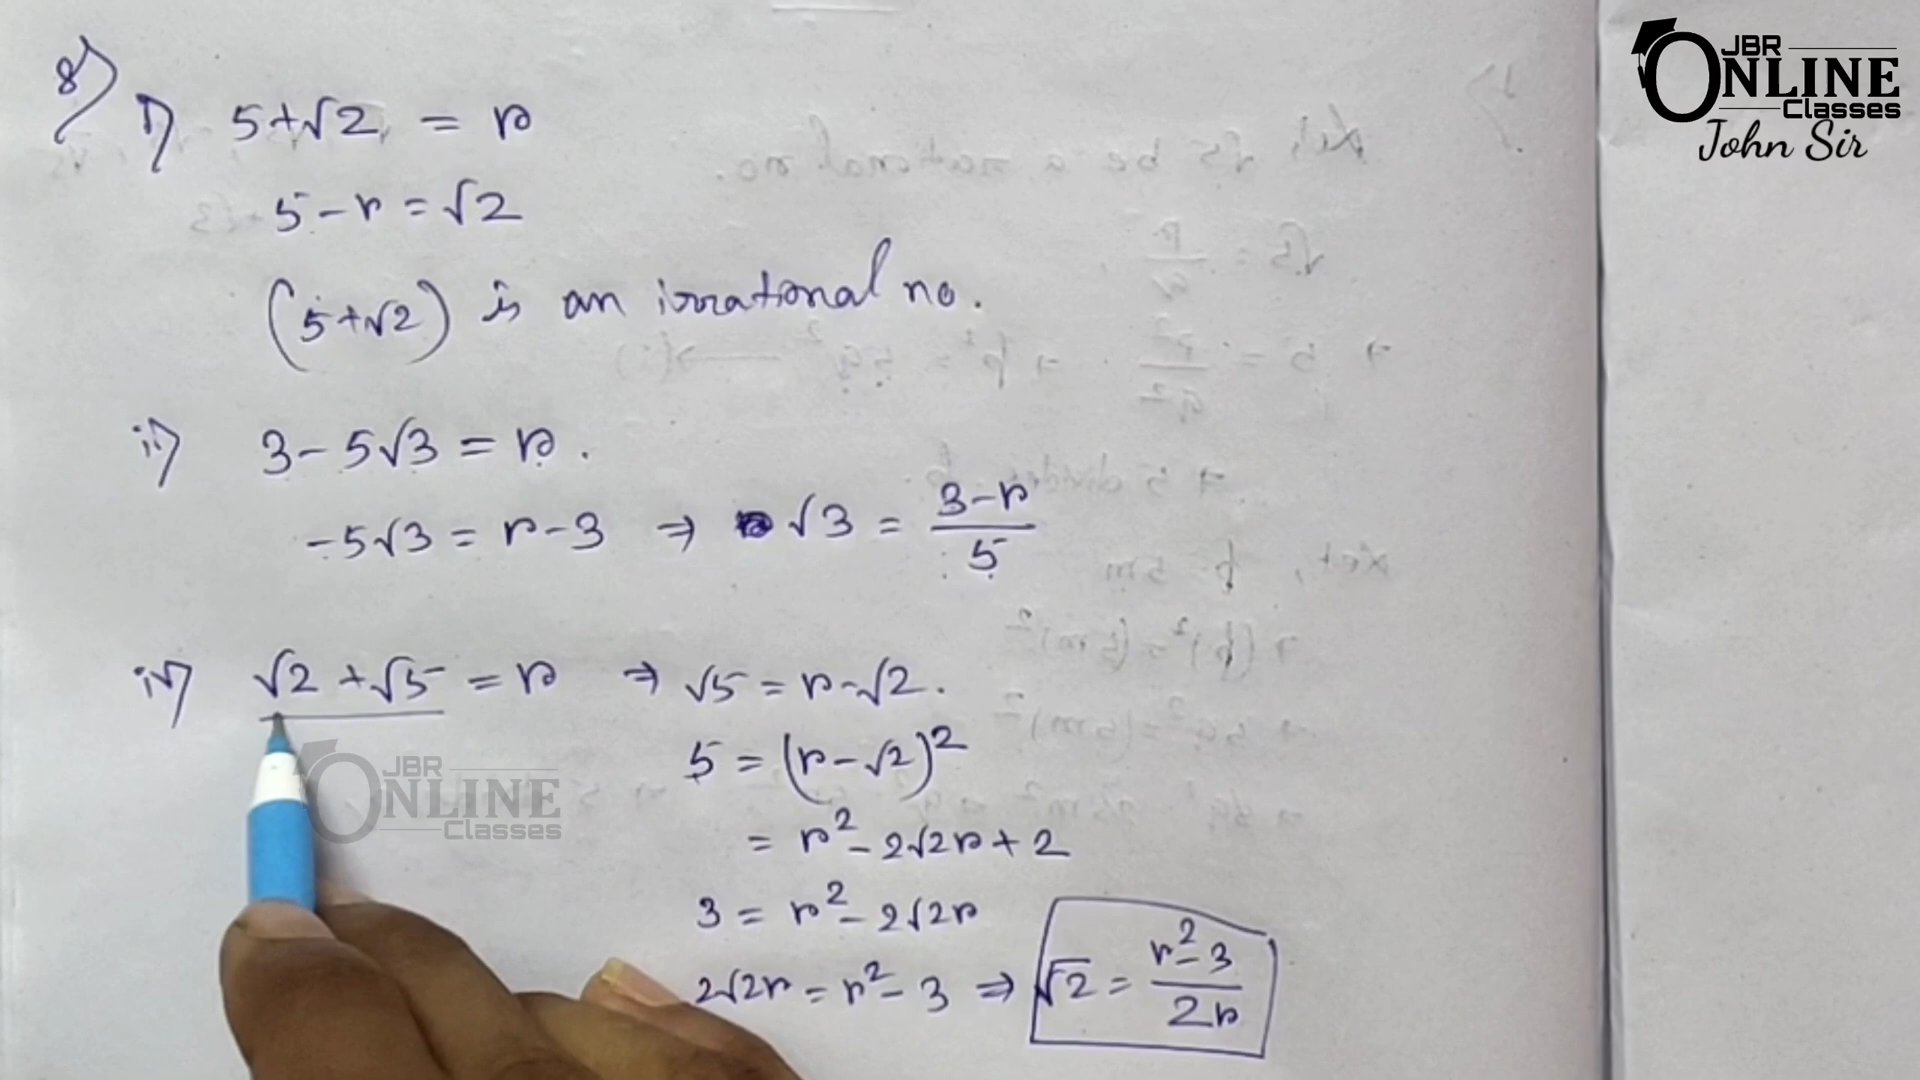 8)
i) 5+√2 = r
5-r = √2
(5+√2) is an irrational no.
ii) 3-5√3 = r.
-5√3 = r-3 ⇒ √3 = (3-r)/5
iv) √2+√5 = r ⇒ √5 = r-√2.
5 = (r-√2)²
= r²-2√2r+2
3 = r²-2√2r
2√2r = r²-3 ⇒ √2 = (r²-3)/2r
JBR
ONLINE
Classes
John Sir
JBR
ONLINE
Classes